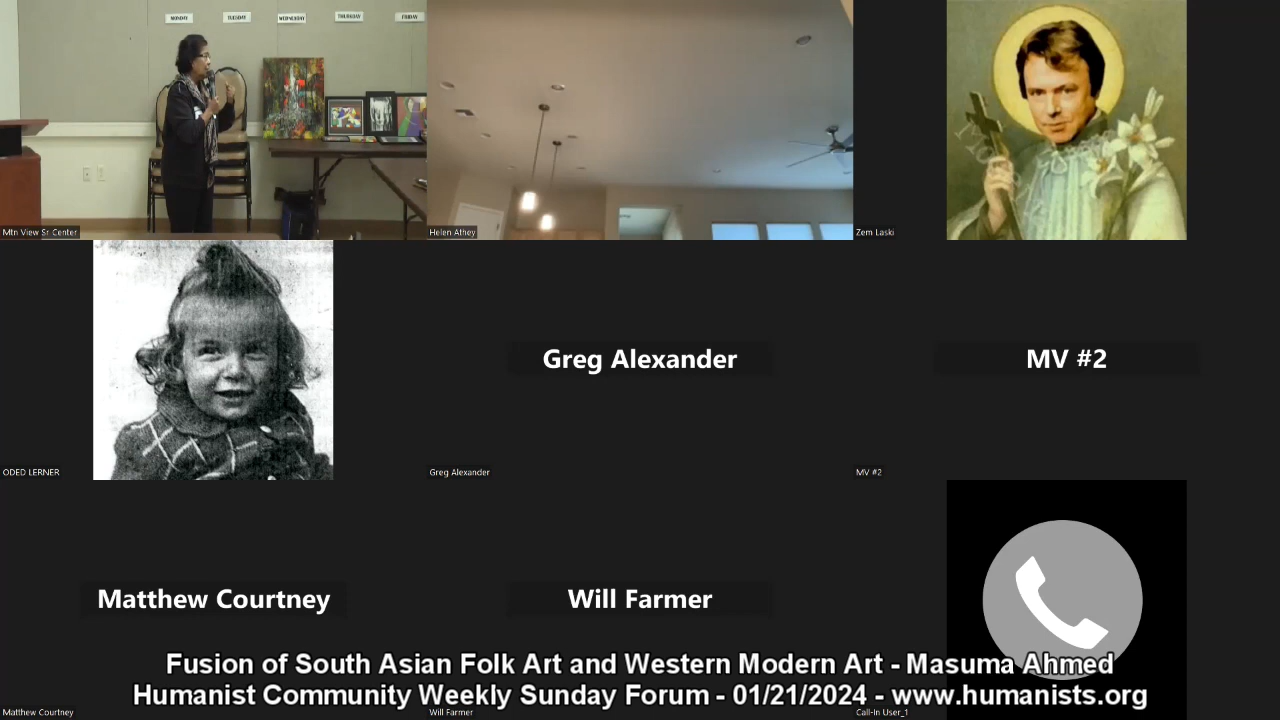 MONDAY
TUESDAY
WEDNESDAY
THURSDAY
FRIDAY
Mtn View Sr Center
Helen Athey
Zem Laski
ODED LERNER
Greg Alexander
Greg Alexander
MV #2
MV #2
Matthew Courtney
Will Farmer
Fusion of South Asian Folk Art and Western Modern Art - Masuma Ahmed
Humanist Community Weekly Sunday Forum - 01/21/2024 - www.humanists.org
Matthew Courtney
Will Farmer
Call-In User_1